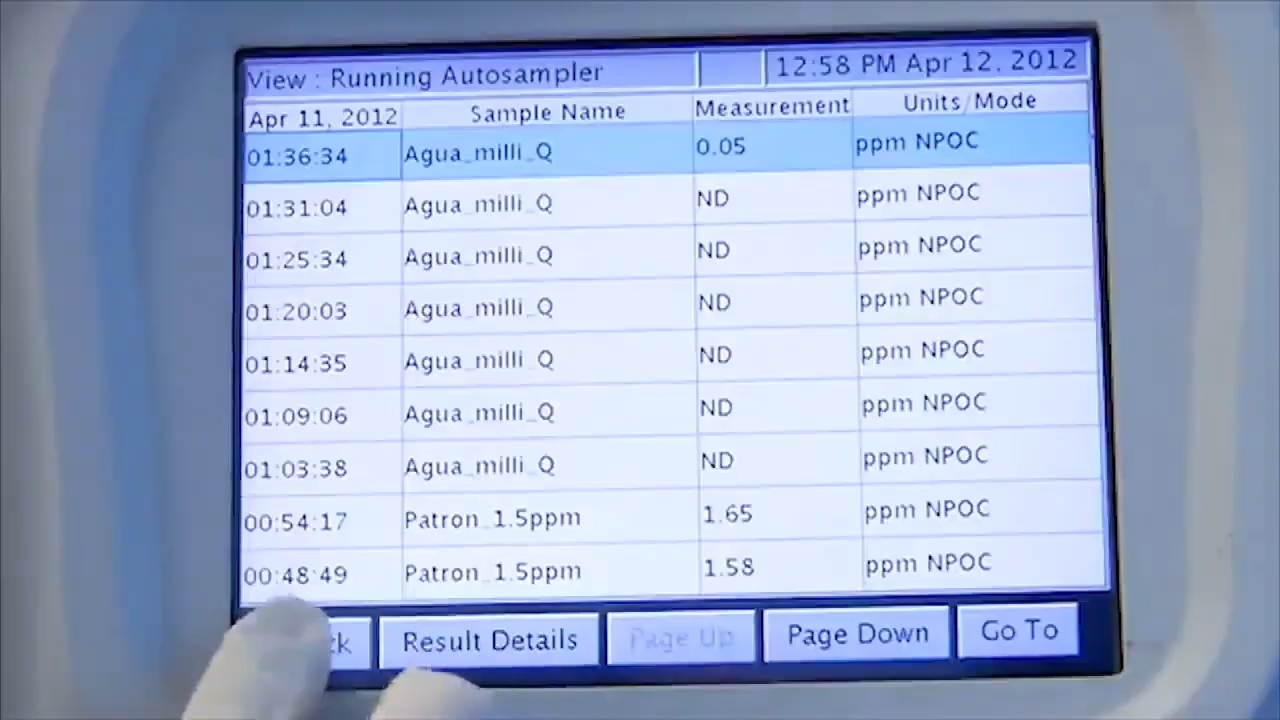 View : Running Autosampler 12:58 PM Apr 12, 2012
Apr 11, 2012 Sample Name Measurement Units/Mode
01:36:34 Agua_milli_Q 0.05 ppm NPOC
01:31:04 Agua_milli_Q ND ppm NPOC
01:25:34 Agua_milli_Q ND ppm NPOC
01:20:03 Agua_milli_Q ND ppm NPOC
01:14:35 Agua_milli_Q ND ppm NPOC
01:09:06 Agua_milli_Q ND ppm NPOC
01:03:38 Agua_milli_Q ND ppm NPOC
00:54:17 Patron_1.5ppm 1.65 ppm NPOC
00:48:49 Patron_1.5ppm 1.58 ppm NPOC
Result Details Page Up Page Down Go To